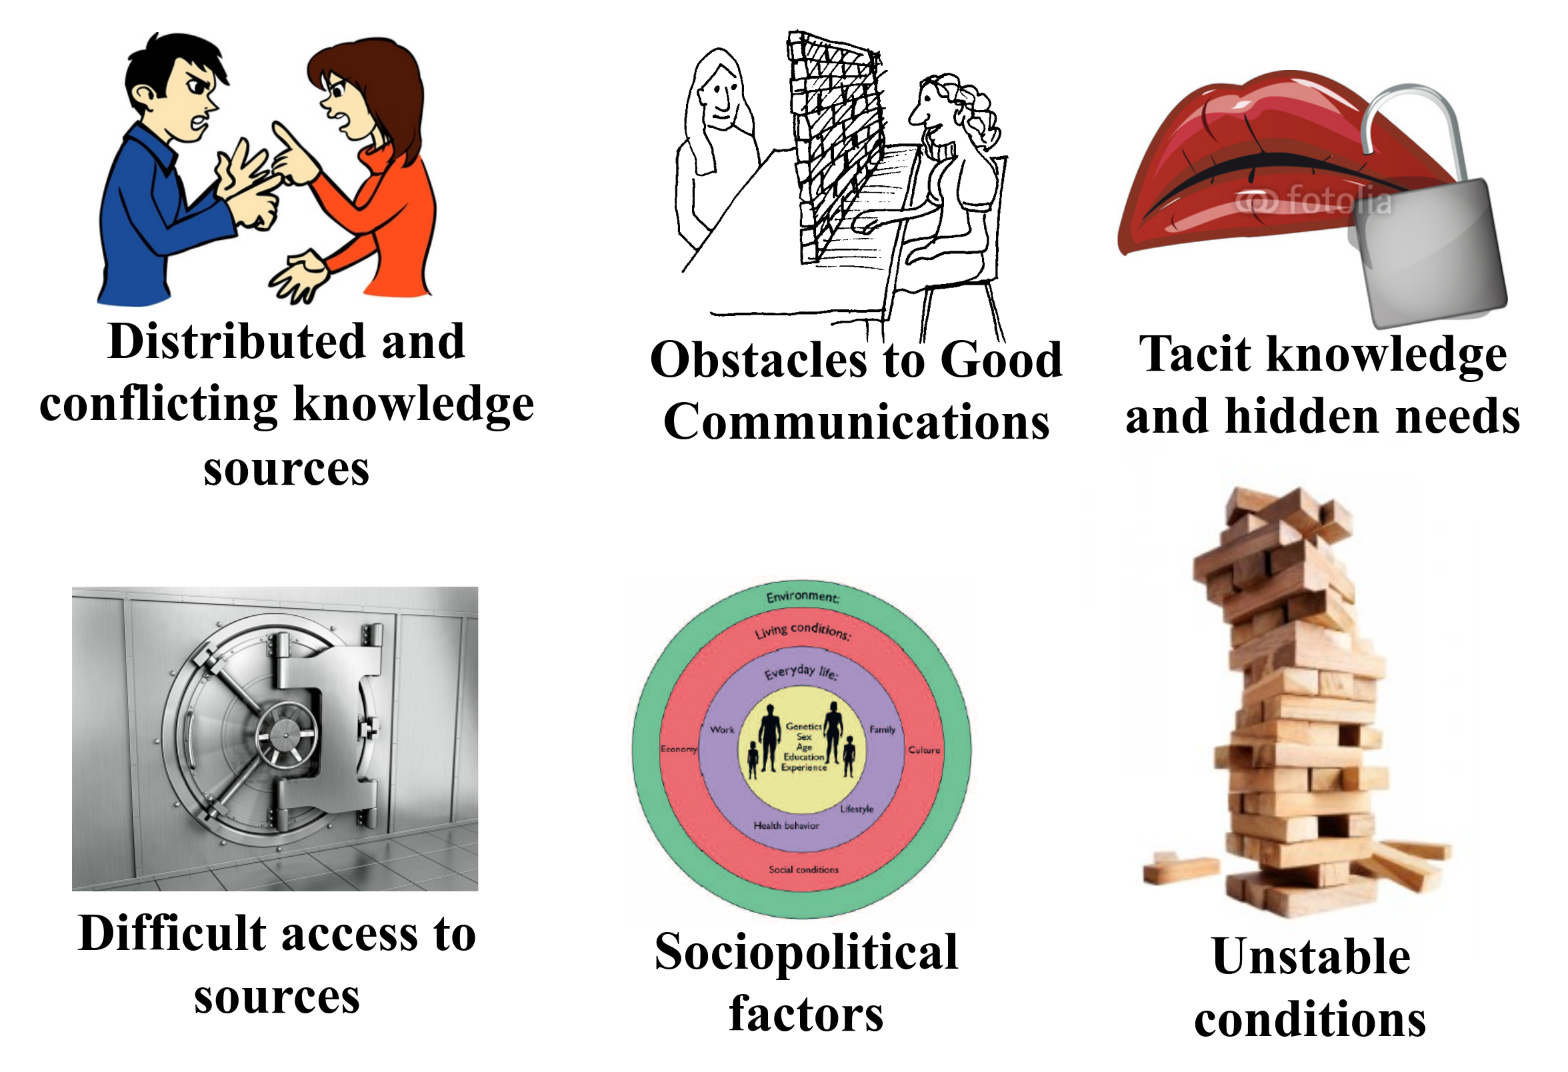 fotolia
Distributed and
conflicting knowledge
sources
Obstacles to Good
Communications
Tacit knowledge
and hidden needs
Difficult access to
sources
Environment:
Living conditions:
Everyday life:
Work
Genetics
Sex
Age
Education
Experience
Family
Economy
Culture
Lifestyle
Health behavior
Social conditions
Sociopolitical
factors
Unstable
conditions